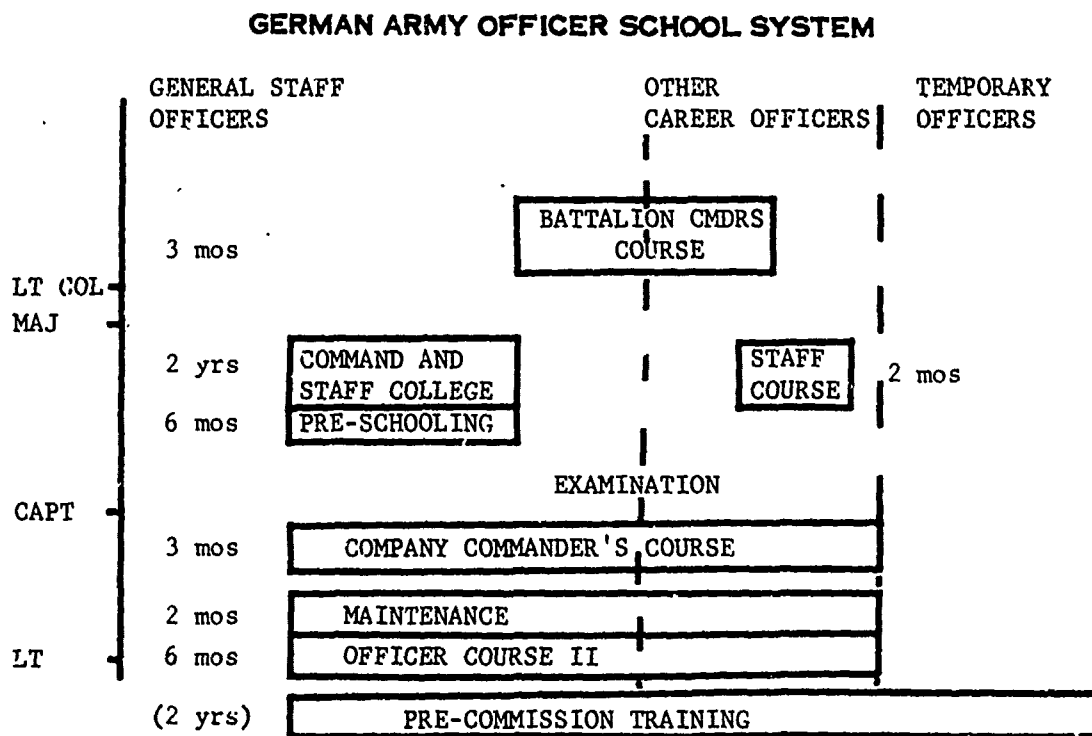 GERMAN ARMY OFFICER SCHOOL SYSTEM
GENERAL STAFF OFFICERS
OTHER CAREER OFFICERS
TEMPORARY OFFICERS
BATTALION CMDRS
COURSE
3 mos
LT COL
MAJ
2 yrs
COMMAND AND
STAFF COLLEGE
STAFF
COURSE
2 mos
6 mos
PRE-SCHOOLING
EXAMINATION
CAPT
3 mos
COMPANY COMMANDER'S COURSE
2 mos
MAINTENANCE
LT
6 mos
OFFICER COURSE II
(2 yrs)
PRE-COMMISSION TRAINING